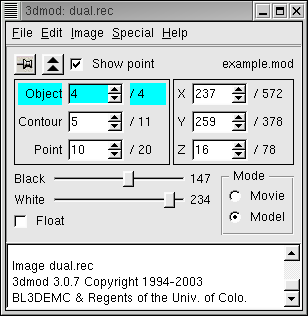 3dmod: dual.rec
File Edit Image Special Help
Show point example.mod
Object 4 / 4 X 237 / 572
Contour 5 / 11 Y 259 / 378
Point 10 / 20 Z 16 / 78
Black 147 Mode
White 234 Movie
Float Model
Image dual.rec
3dmod 3.0.7 Copyright 1994-2003
BL3DEMC & Regents of the Univ. of Colo.